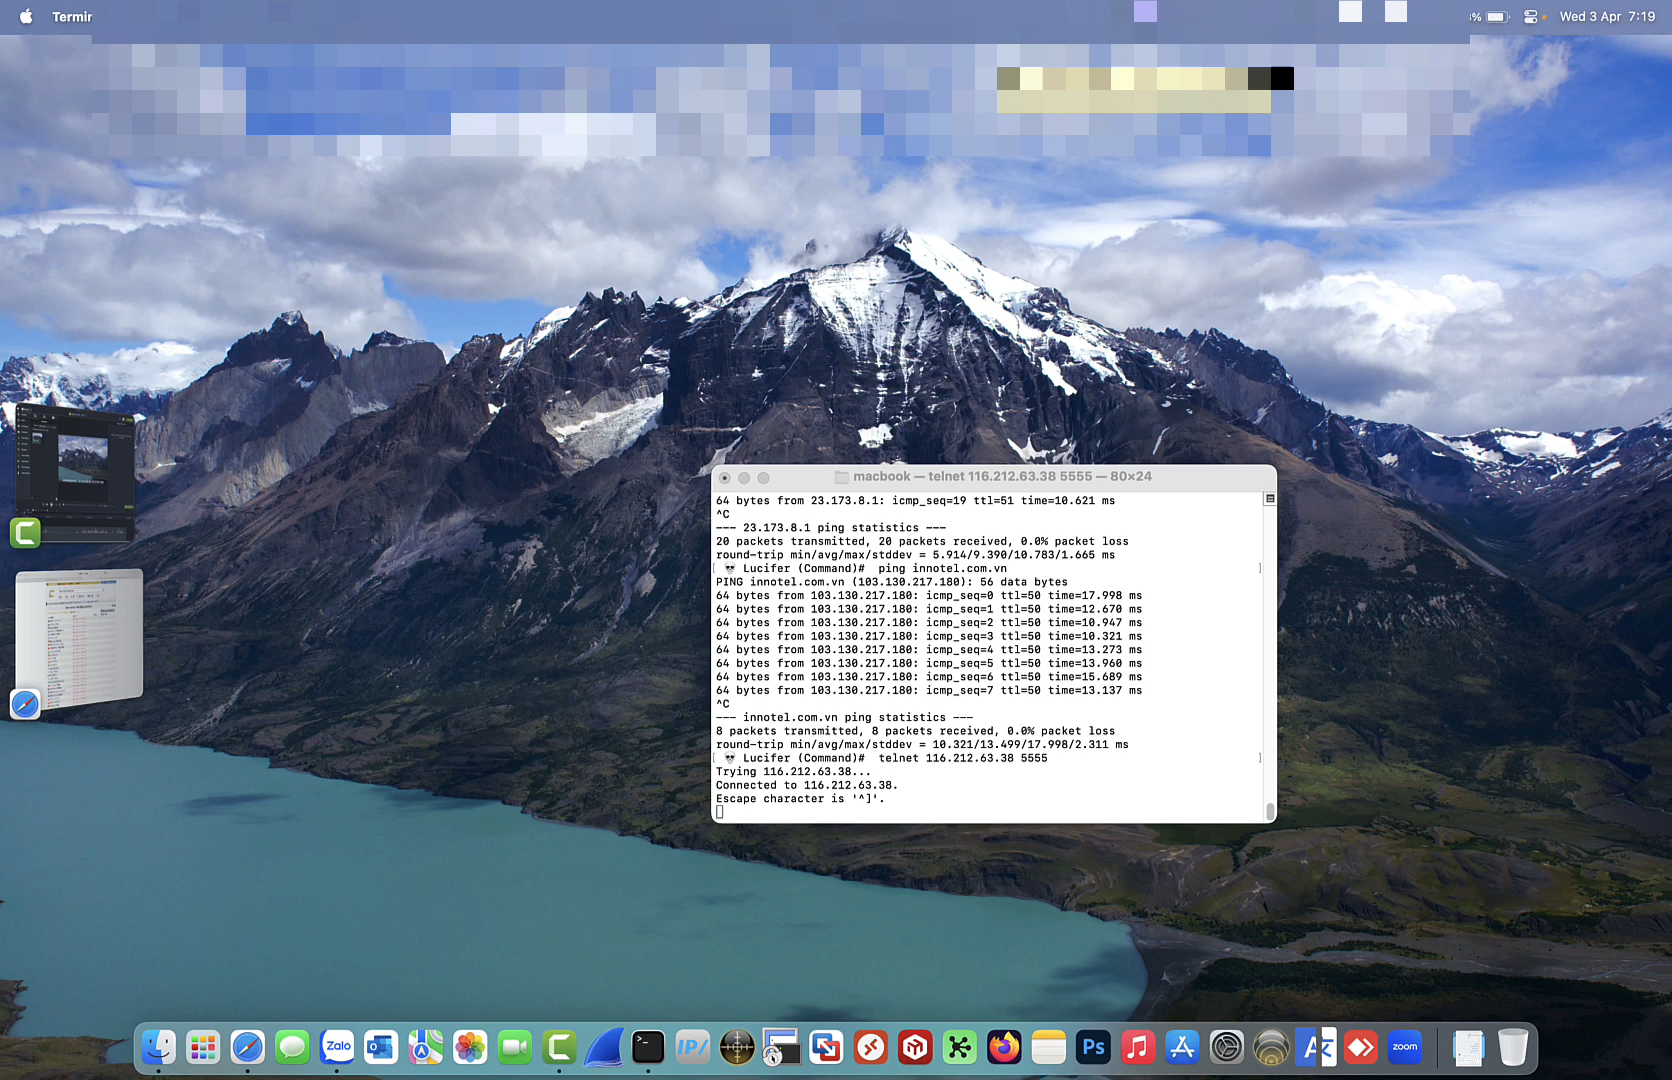 Termir
% Wed 3 Apr 7:19
macbook — telnet 116.212.63.38 5555 — 80×24
64 bytes from 23.173.8.1: icmp_seq=19 ttl=51 time=10.621 ms
^C
--- 23.173.8.1 ping statistics ---
20 packets transmitted, 20 packets received, 0.0% packet loss
round-trip min/avg/max/stddev = 5.914/9.390/10.783/1.665 ms
[ 💀 Lucifer (Command)#  ping innotel.com.vn ]
PING innotel.com.vn (103.130.217.180): 56 data bytes
64 bytes from 103.130.217.180: icmp_seq=0 ttl=50 time=17.998 ms
64 bytes from 103.130.217.180: icmp_seq=1 ttl=50 time=12.670 ms
64 bytes from 103.130.217.180: icmp_seq=2 ttl=50 time=10.947 ms
64 bytes from 103.130.217.180: icmp_seq=3 ttl=50 time=10.321 ms
64 bytes from 103.130.217.180: icmp_seq=4 ttl=50 time=13.273 ms
64 bytes from 103.130.217.180: icmp_seq=5 ttl=50 time=13.960 ms
64 bytes from 103.130.217.180: icmp_seq=6 ttl=50 time=15.689 ms
64 bytes from 103.130.217.180: icmp_seq=7 ttl=50 time=13.137 ms
^C
--- innotel.com.vn ping statistics ---
8 packets transmitted, 8 packets received, 0.0% packet loss
round-trip min/avg/max/stddev = 10.321/13.499/17.998/2.311 ms
[ 💀 Lucifer (Command)#  telnet 116.212.63.38 5555 ]
Trying 116.212.63.38...
Connected to 116.212.63.38.
Escape character is '^]'.
Zalo
IP/
Ps
zoom